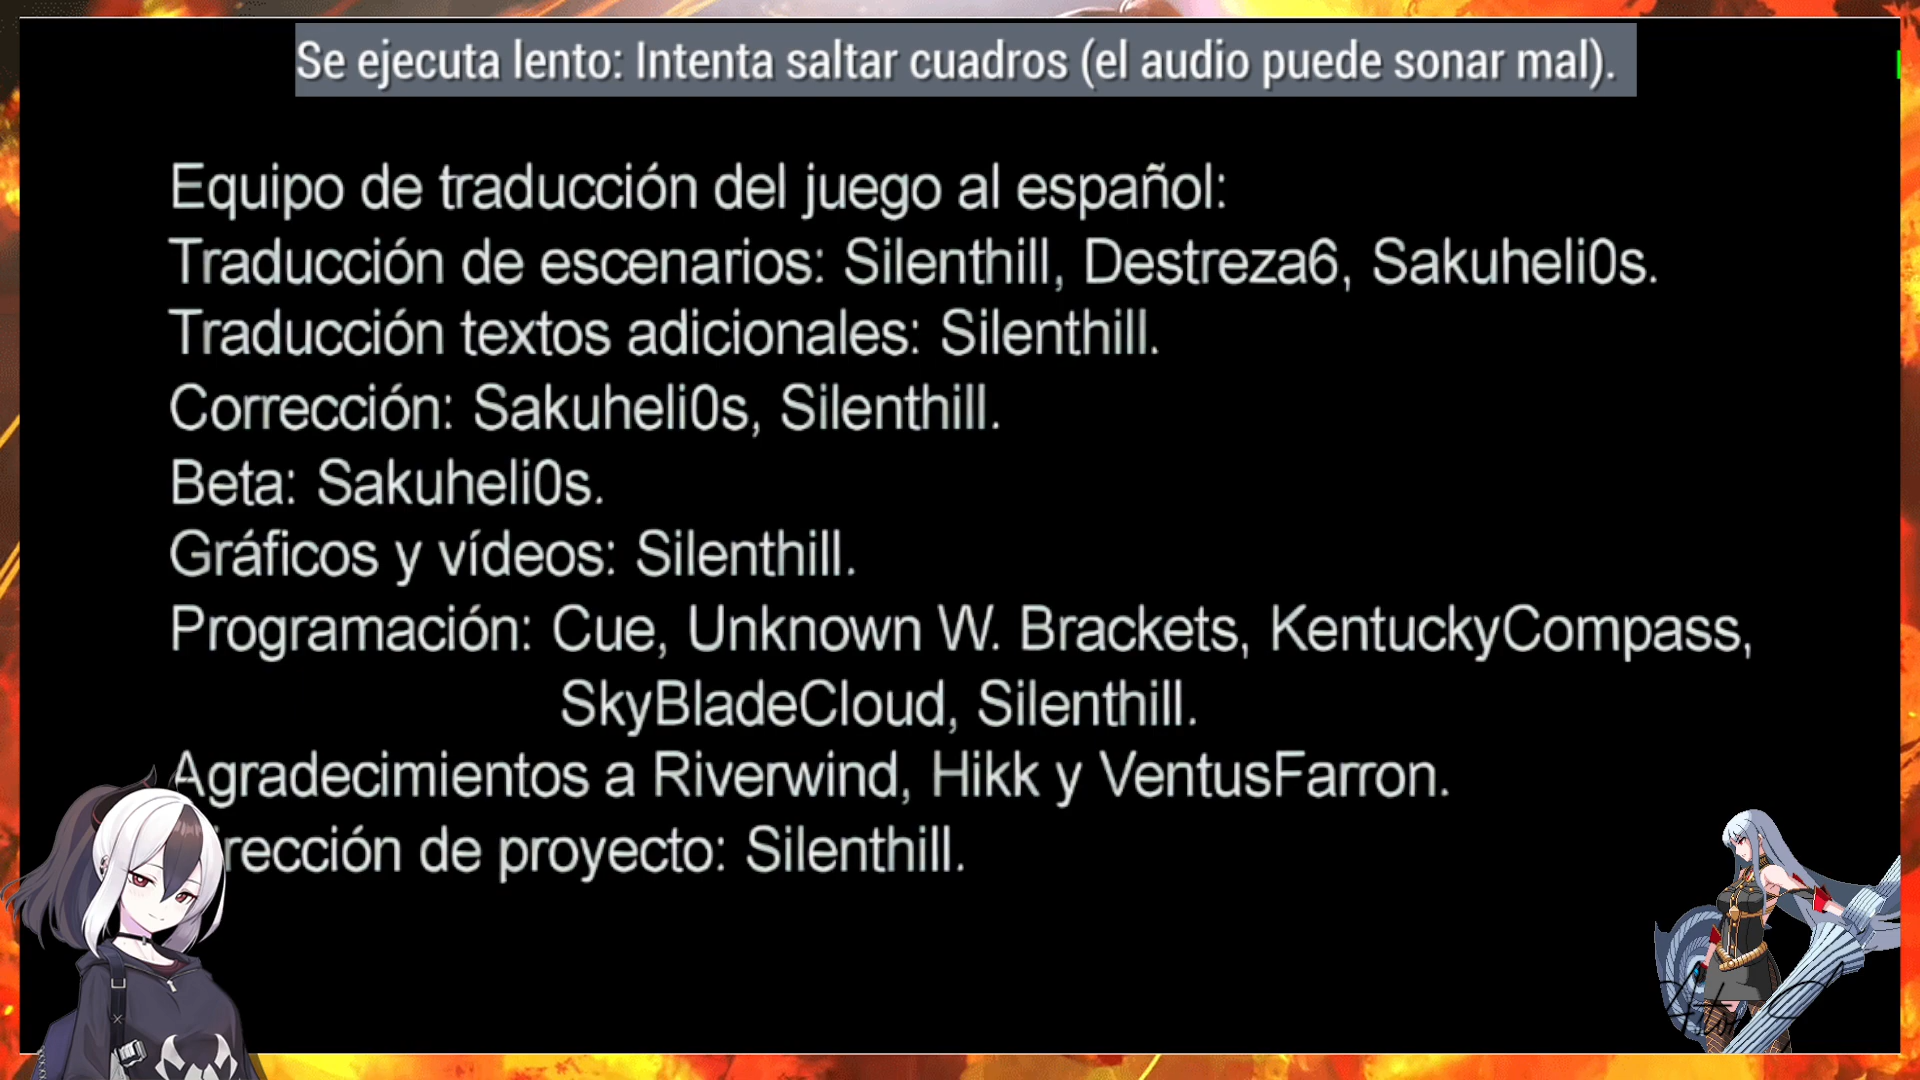 Se ejecuta lento: Intenta saltar cuadros (el audio puede sonar mal).
Equipo de traducción del juego al español:
Traducción de escenarios: Silenthill, Destreza6, Sakuheli0s.
Traducción textos adicionales: Silenthill.
Corrección: Sakuheli0s, Silenthill.
Beta: Sakuheli0s.
Gráficos y vídeos: Silenthill.
Programación: Cue, Unknown W. Brackets, KentuckyCompass,
SkyBladeCloud, Silenthill.
Agradecimientos a Riverwind, Hikk y VentusFarron.
rección de proyecto: Silenthill.